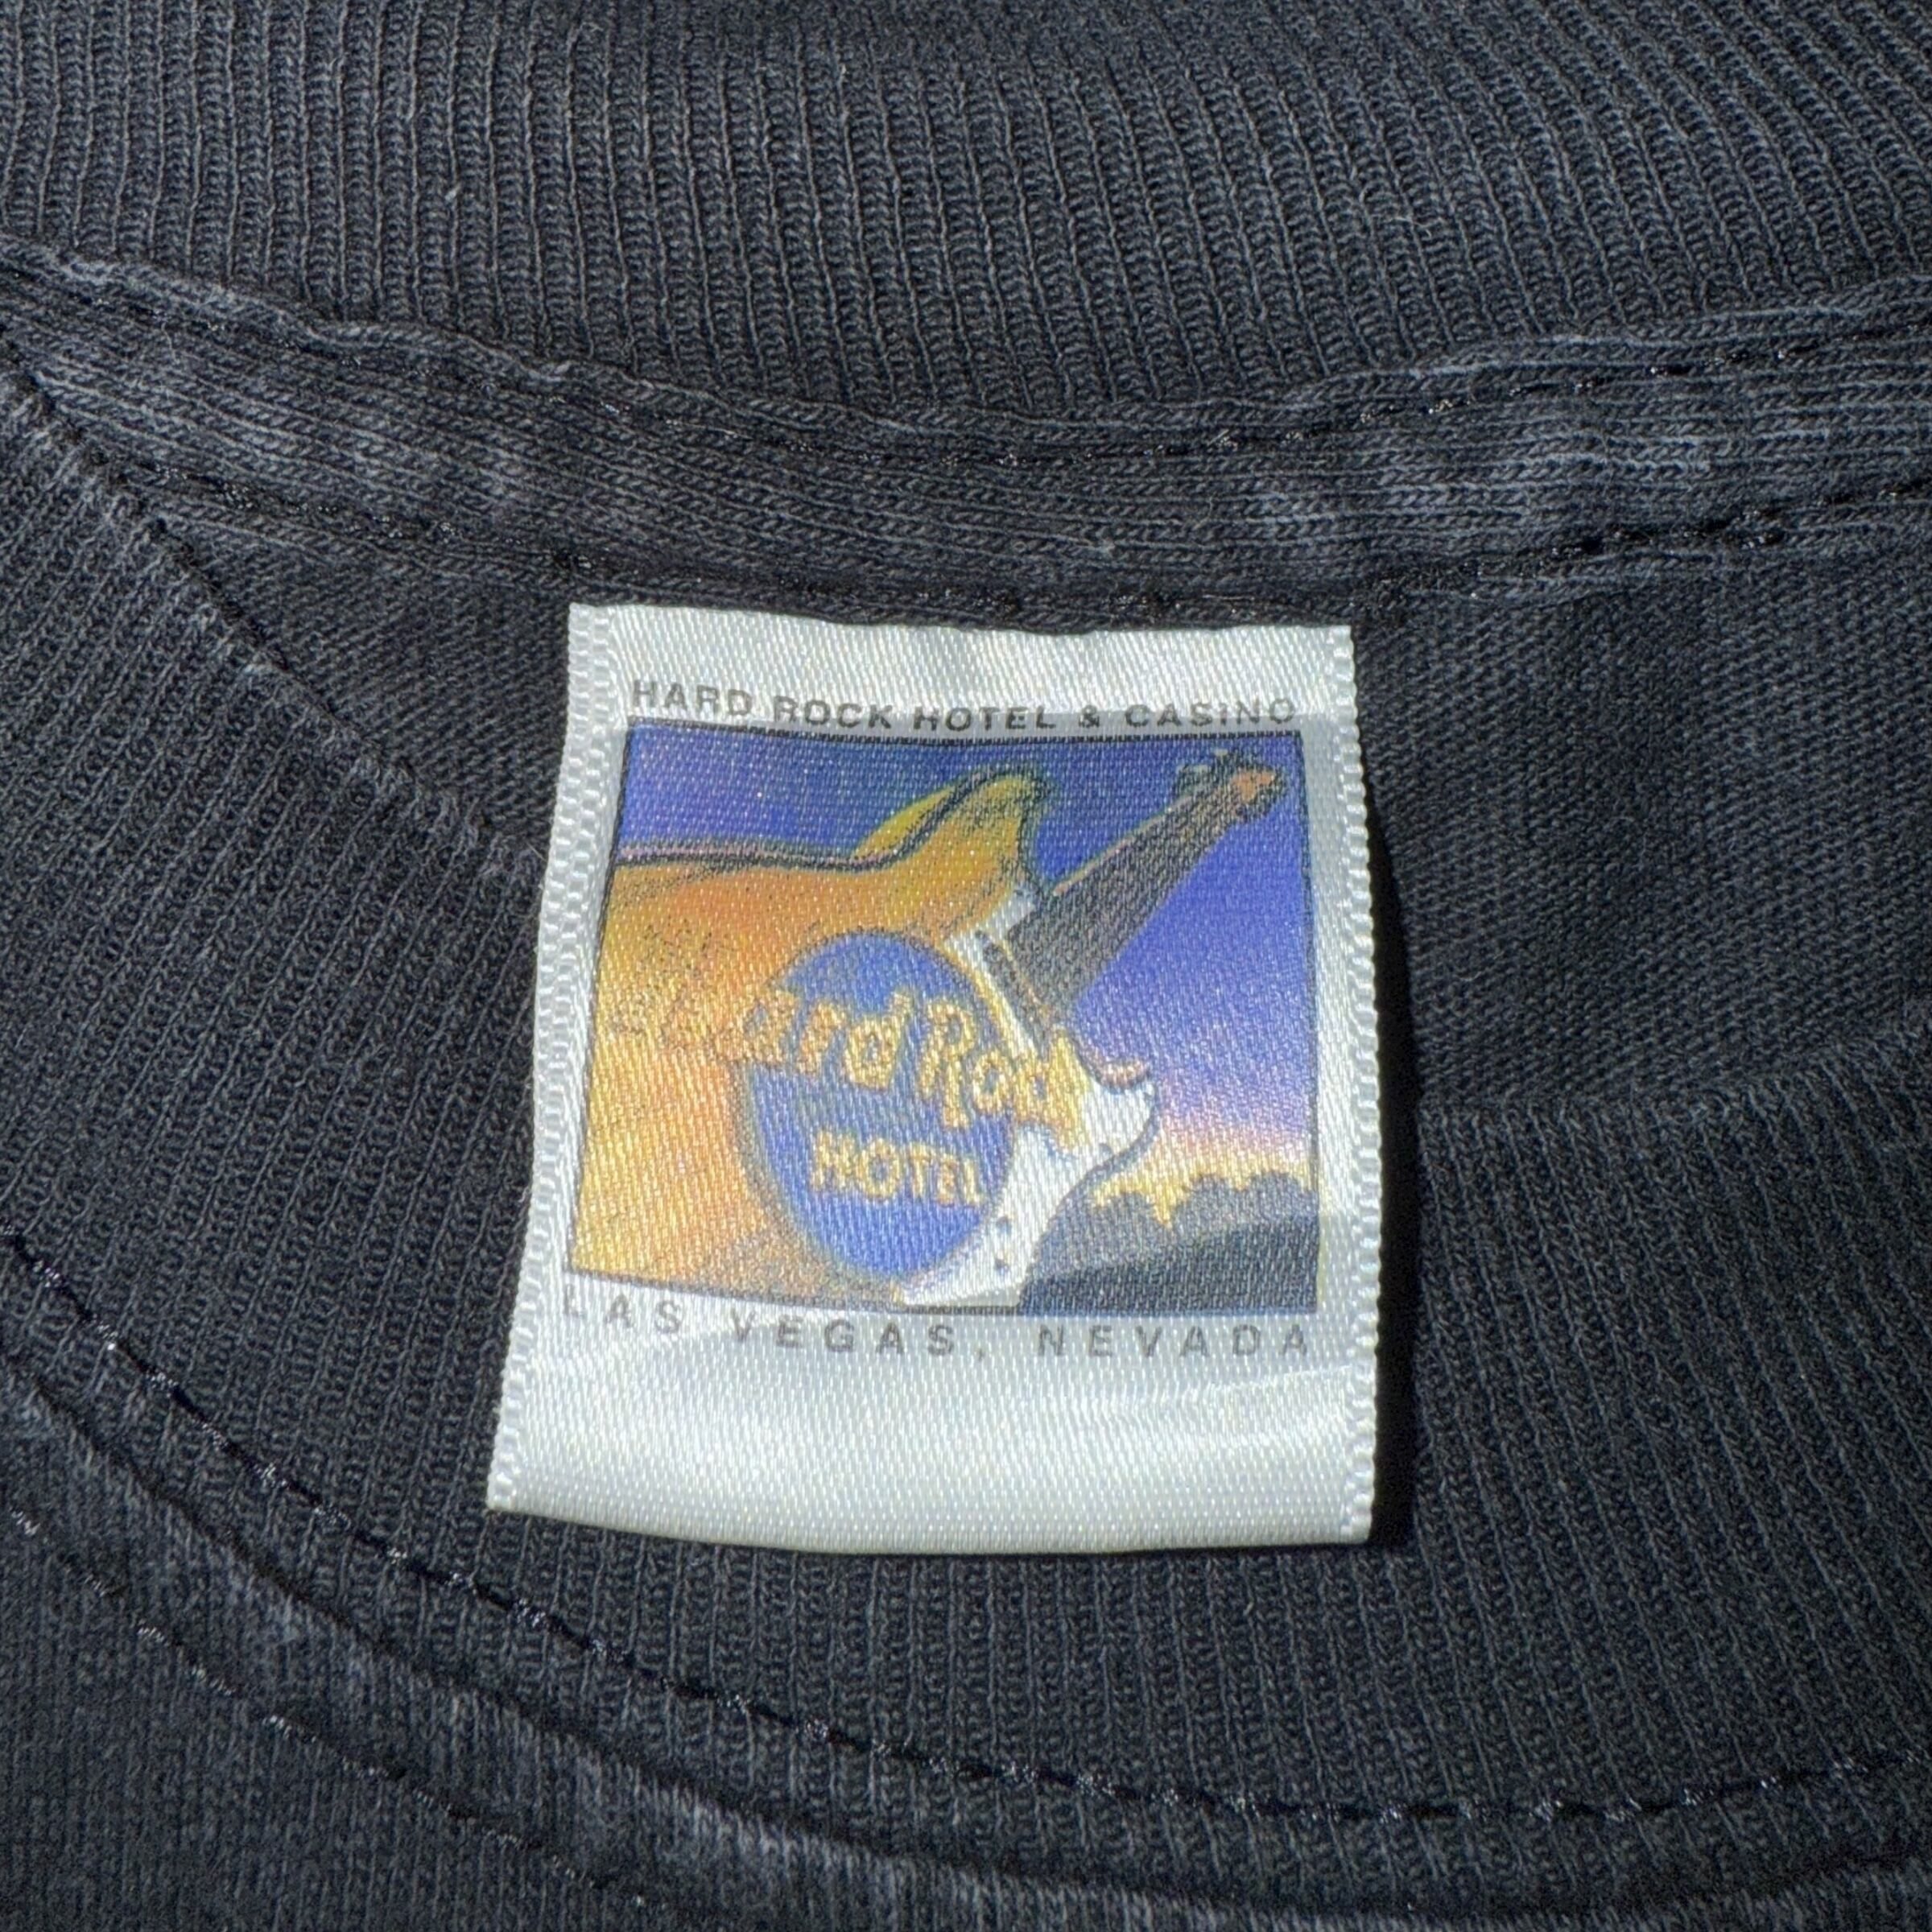 HARD ROCK HOTEL & CASINO
Hard Rock
HOTEL
LAS VEGAS, NEVADA